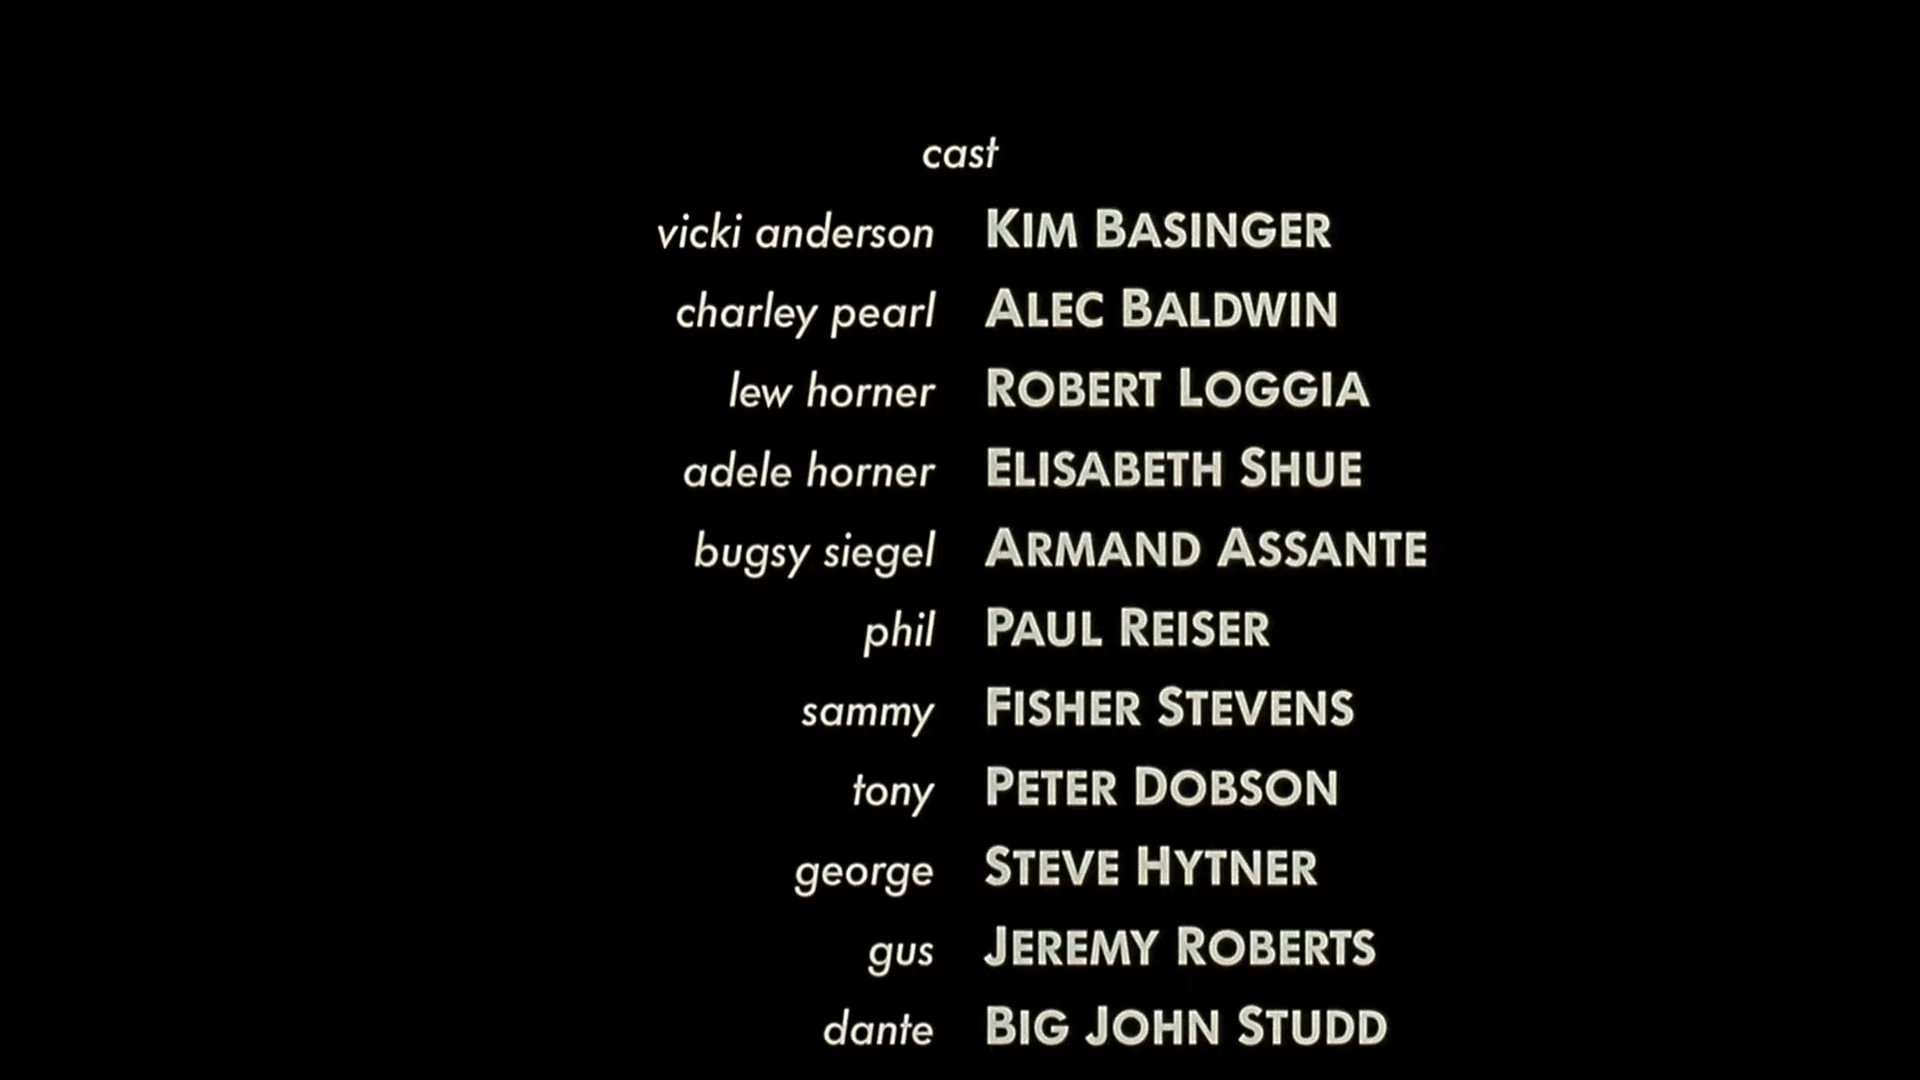 cast
vicki anderson KIM BASINGER
charley pearl ALEC BALDWIN
lew horner ROBERT LOGGIA
adele horner ELISABETH SHUE
bugsy siegel ARMAND ASSANTE
phil PAUL REISER
sammy FISHER STEVENS
tony PETER DOBSON
george STEVE HYTNER
gus JEREMY ROBERTS
dante BIG JOHN STUDD